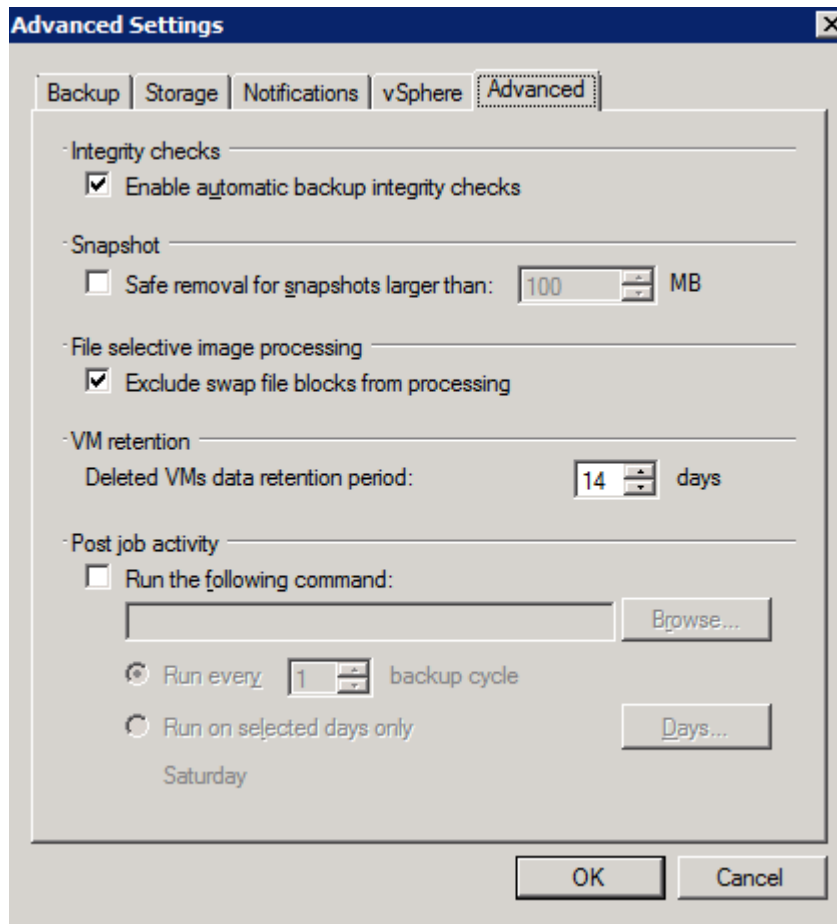 Advanced Settings
Backup Storage Notifications vSphere Advanced
Integrity checks
Enable automatic backup integrity checks
Snapshot
Safe removal for snapshots larger than: 100 MB
File selective image processing
Exclude swap file blocks from processing
VM retention
Deleted VMs data retention period: 14 days
Post job activity
Run the following command:
Browse...
Run every 1 backup cycle
Run on selected days only Days...
Saturday
OK Cancel